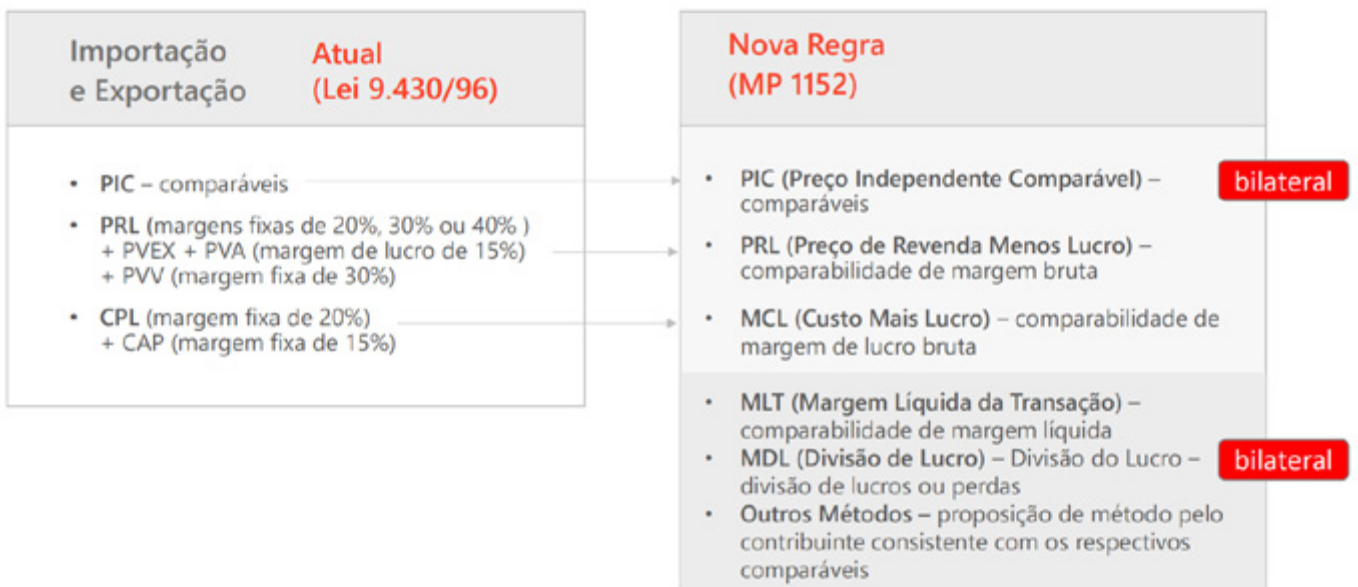 Importação
e Exportação
Atual
(Lei 9.430/96)
• PIC – comparáveis
• PRL (margens fixas de 20%, 30% ou 40% )
+ PVEX + PVA (margem de lucro de 15%)
+ PVV (margem fixa de 30%)
• CPL (margem fixa de 20%)
+ CAP (margem fixa de 15%)
Nova Regra
(MP 1152)
• PIC (Preço Independente Comparável) –
comparáveis
bilateral
• PRL (Preço de Revenda Menos Lucro) –
comparabilidade de margem bruta
• MCL (Custo Mais Lucro) – comparabilidade de
margem de lucro bruta
• MLT (Margem Líquida da Transação) –
comparabilidade de margem líquida
• MDL (Divisão de Lucro) – Divisão do Lucro –
divisão de lucros ou perdas
bilateral
• Outros Métodos – proposição de método pelo
contribuinte consistente com os respectivos
comparáveis